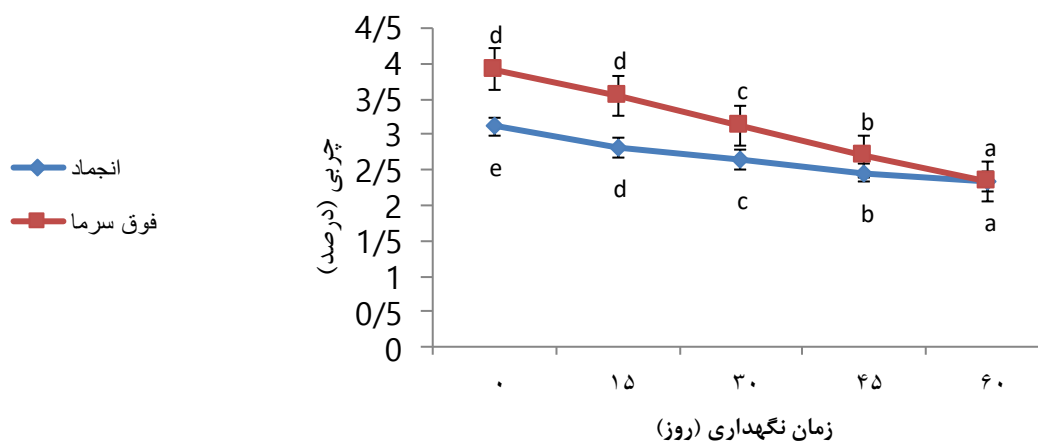 4/5
4
3/5
3
2/5
2
1/5
1
0/5
0
چربی (درصد)
d
d
c
b
a
e
d
c
b
a
۰
۱۵
۳۰
۴۵
۶۰
زمان نگهداری (روز)
انجماد
فوق سرما